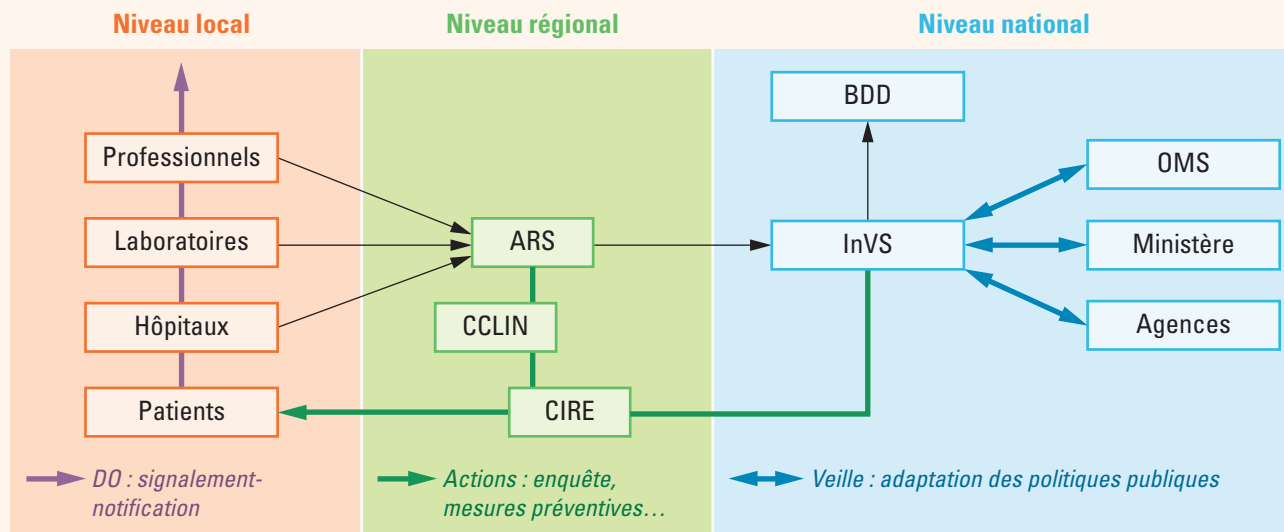 Niveau local
Niveau régional
Niveau national
BDD
Professionnels
OMS
Laboratoires
ARS
InVS
Ministère
Hôpitaux
CCLIN
Agences
Patients
CIRE
DO : signalement-
notification
Actions : enquête,
mesures préventives…
Veille : adaptation des politiques publiques